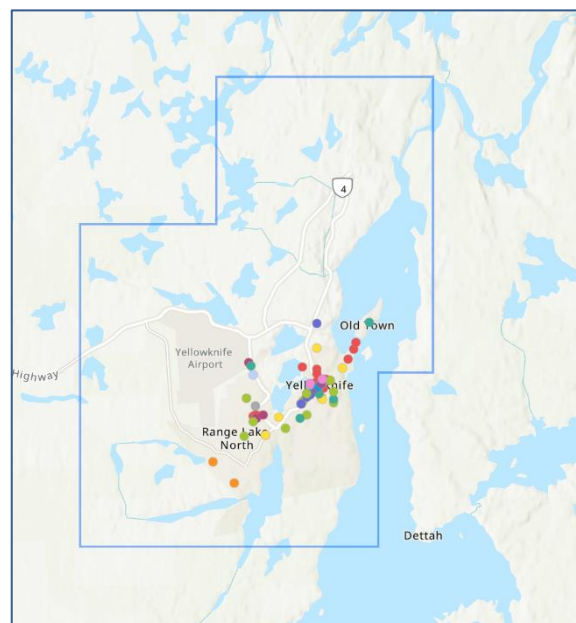 4
Old Town
Yellowknife
Airport
Highway
Yellowknife
Range Lake
North
Dettah